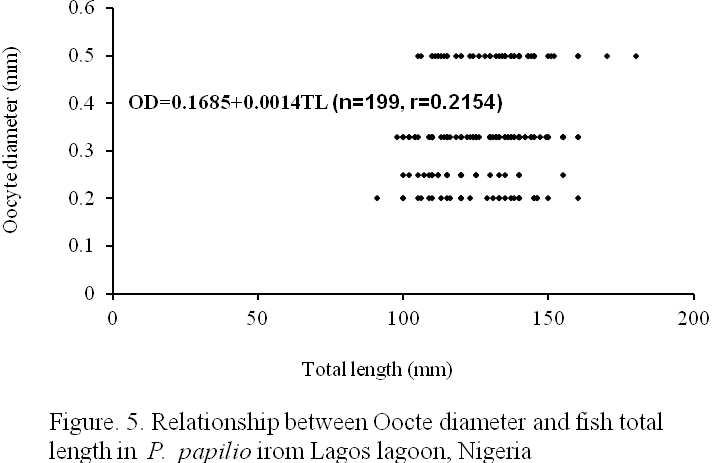 0.6
0.5
0.4
0.3
0.2
0.1
0
Oocyte diameter (mm)
OD=0.1685+0.0014TL (n=199, r=0.2154)
0 50 100 150 200
Total length (mm)
Figure. 5. Relationship between Oocte diameter and fish total
length in P. papilio irom Lagos lagoon, Nigeria